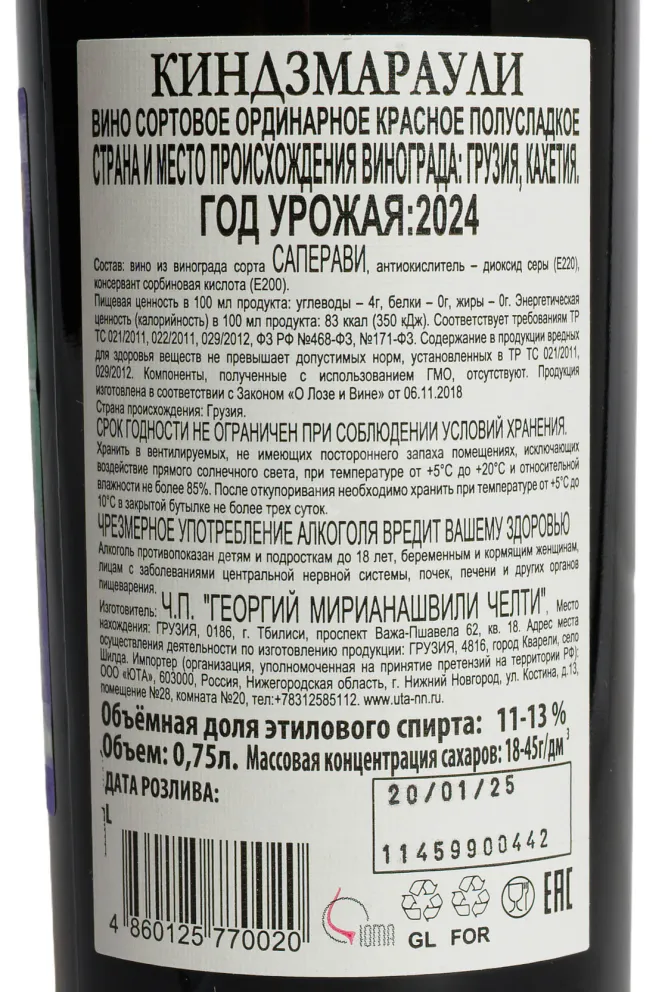 КИНДЗМАРАУЛИ
ВИНО СОРТОВОЕ ОРДИНАРНОЕ КРАСНОЕ ПОЛУСЛАДКОЕ
СТРАНА И МЕСТО ПРОИСХОЖДЕНИЯ ВИНОГРАДА: ГРУЗИЯ, КАХЕТИЯ.
ГОД УРОЖАЯ:2024
Состав: вино из винограда сорта САПЕРАВИ, антиокислитель – диоксид серы (Е220),
консервант сорбиновая кислота (Е200).
Пищевая ценность в 100 мл продукта: углеводы – 4г, белки – 0г, жиры – 0г. Энергетическая
ценность (калорийность) в 100 мл продукта: 83 ккал (350 кДж). Соответствует требованиям ТР
ТС 021/2011, 022/2011, 029/2012, ФЗ РФ №468-ФЗ, №171-ФЗ. Содержание в продукции вредных
для здоровья веществ не превышает допустимых норм, установленных в ТР ТС 021/2011,
029/2012. Компоненты, полученные с использованием ГМО, отсутствуют. Продукция
изготовлена в соответствии с Законом «О Лозе и Вине» от 06.11.2018
Страна происхождения: Грузия.
СРОК ГОДНОСТИ НЕ ОГРАНИЧЕН ПРИ СОБЛЮДЕНИИ УСЛОВИЙ ХРАНЕНИЯ.
Хранить в вентилируемых, не имеющих постороннего запаха помещениях, исключающих
воздействие прямого солнечного света, при температуре от +5°С до +20°С и относительной
влажности не более 85%. После откупоривания необходимо хранить при температуре от +5°С до
10°С в закрытой бутылке не более трех суток.
ЧРЕЗМЕРНОЕ УПОТРЕБЛЕНИЕ АЛКОГОЛЯ ВРЕДИТ ВАШЕМУ ЗДОРОВЬЮ
Алкоголь противопоказан детям и подросткам до 18 лет, беременным и кормящим женщинам,
лицам с заболеваниями центральной нервной системы, почек, печени и других органов
пищеварения.
Изготовитель: Ч.П. "ГЕОРГИЙ МИРИАНАШВИЛИ ЧЕЛТИ", Место
нахождения: ГРУЗИЯ, 0186, г. Тбилиси, проспект Важа-Пшавела 62, кв. 18. Адрес места
осуществления деятельности по изготовлению продукции: ГРУЗИЯ, 4816, город Кварели, село
Шилда. Импортер (организация, уполномоченная на принятие претензий на территории РФ):
ООО «ЮТА», 603000, Россия, Нижегородская область, г. Нижний Новгород, ул. Костина, д.13,
помещение №28, комната №20, тел.:+78312585112. www.uta-nn.ru
Объёмная доля этилового спирта: 11-13 %
Объем: 0,75л. Массовая концентрация сахаров: 18-45г/дм³
ДАТА РОЗЛИВА:
20/01/25
L
11459900442
4 860125 770020
IOMA
GL FOR
EAC